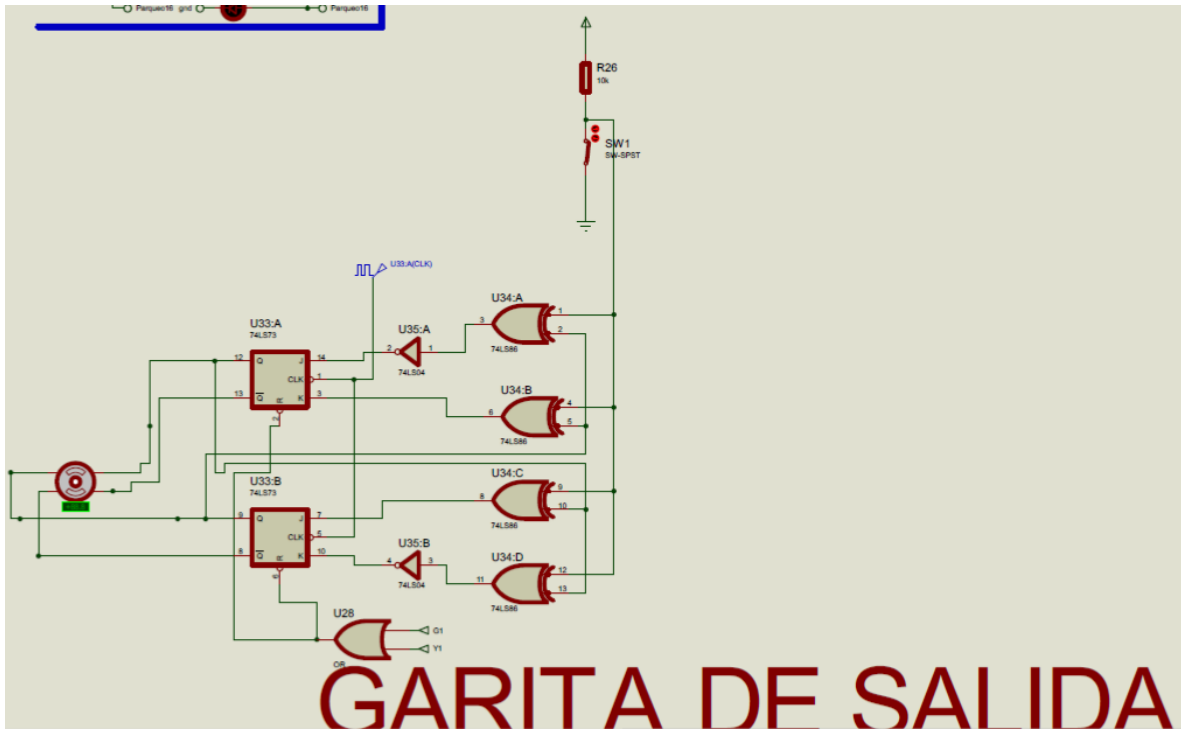 Parqueo16 gnd Parqueo16
R26
10k
SW1
SW-SPST
U33:A(CLK)
U34:A
3
1
2
74LS86
U33:A
74LS73
12
Q
J
14
CLK
1
13
Q
K
3
R
2
U35:A
2
1
74LS04
U34:B
6
4
5
74LS86
U33:B
74LS73
9
Q
J
7
CLK
5
8
Q
K
10
R
6
U34:C
8
9
10
74LS86
U35:B
4
3
74LS04
U34:D
11
12
13
74LS86
U28
OR
G1
Y1
GARITA DE SALIDA